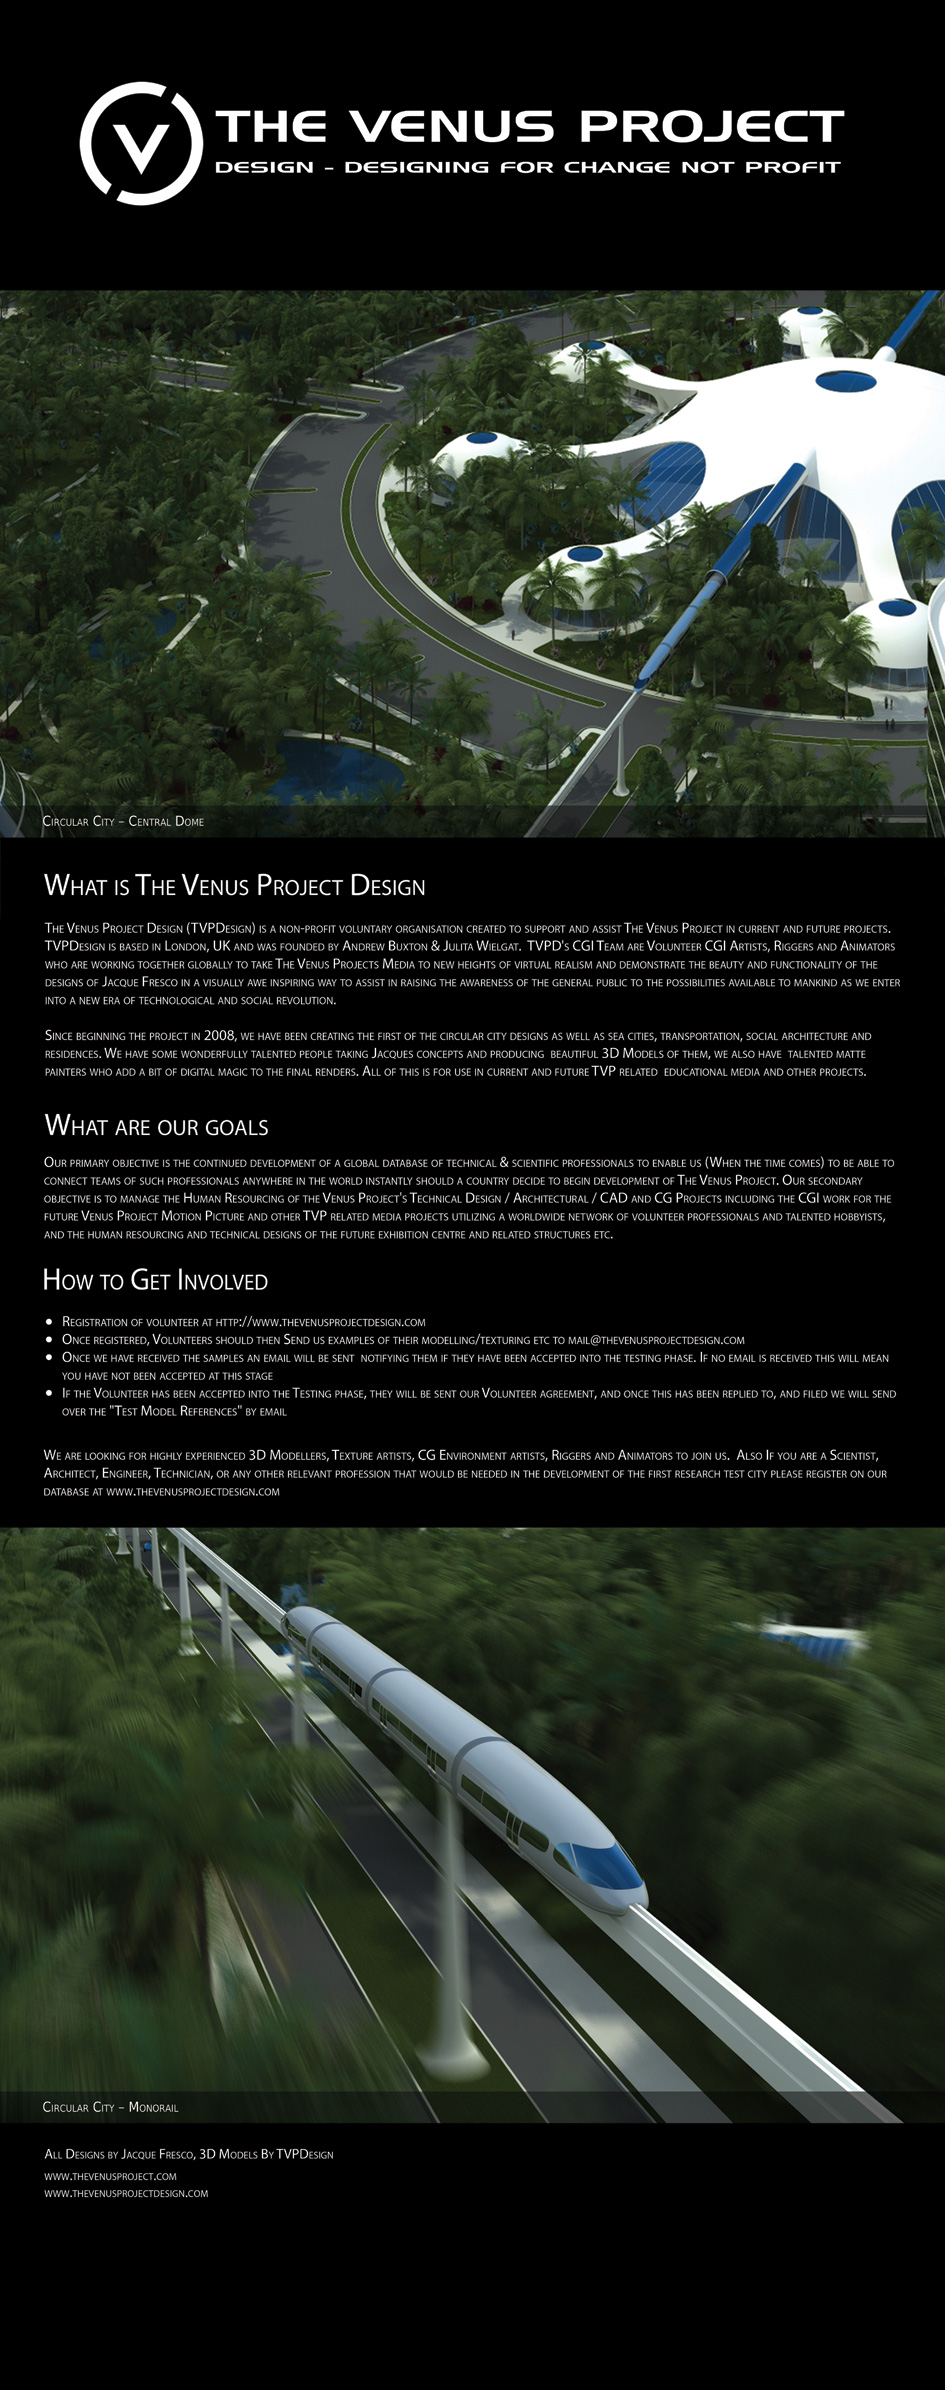 THE VENUS PROJECT
DESIGN - DESIGNING FOR CHANGE NOT PROFIT
Circular City - Central Dome
What is The Venus Project Design
The Venus Project Design (TVPDesign) is a non-profit voluntary organisation created to support and assist The Venus Project in current and future projects.
TVPDesign is based in London, UK and was founded by Andrew Buxton & Julita Wielgat. TVPD's CGI Team are Volunteer CGI Artists, Riggers and Animators
who are working together globally to take The Venus Projects Media to new heights of virtual realism and demonstrate the beauty and functionality of the
designs of Jacque Fresco in a visually awe inspiring way to assist in raising the awareness of the general public to the possibilities available to mankind as we enter
into a new era of technological and social revolution.
Since beginning the project in 2008, we have been creating the first of the circular city designs as well as sea cities, transportation, social architecture and
residences. We have some wonderfully talented people taking Jacques concepts and producing beautiful 3D Models of them, we also have talented matte
painters who add a bit of digital magic to the final renders. All of this is for use in current and future TVP related educational media and other projects.
What are our goals
Our primary objective is the continued development of a global database of technical & scientific professionals to enable us (When the time comes) to be able to
connect teams of such professionals anywhere in the world instantly should a country decide to begin development of The Venus Project. Our secondary
objective is to manage the Human Resourcing of the Venus Project's Technical Design / Architectural / CAD and CG Projects including the CGI work for the
future Venus Project Motion Picture and other TVP related media projects utilizing a worldwide network of volunteer professionals and talented hobbyists,
and the human resourcing and technical designs of the future exhibition centre and related structures etc.
How to Get Involved
• Registration of volunteer at http://www.thevenusprojectdesign.com
• Once registered, Volunteers should then Send us examples of their modelling/texturing etc to mail@thevenusprojectdesign.com
• Once we have received the samples an email will be sent notifying them if they have been accepted into the testing phase. If no email is received this will mean
you have not been accepted at this stage
• If the Volunteer has been accepted into the Testing phase, they will be sent our Volunteer agreement, and once this has been replied to, and filed we will send
over the "Test Model References" by email
We are looking for highly experienced 3D Modellers, Texture artists, CG Environment artists, Riggers and Animators to join us. Also If you are a Scientist,
Architect, Engineer, Technician, or any other relevant profession that would be needed in the development of the first research test city please register on our
database at www.thevenusprojectdesign.com
Circular City - Monorail
All Designs by Jacque Fresco, 3D Models By TVPDesign
www.thevenusproject.com
www.thevenusprojectdesign.com